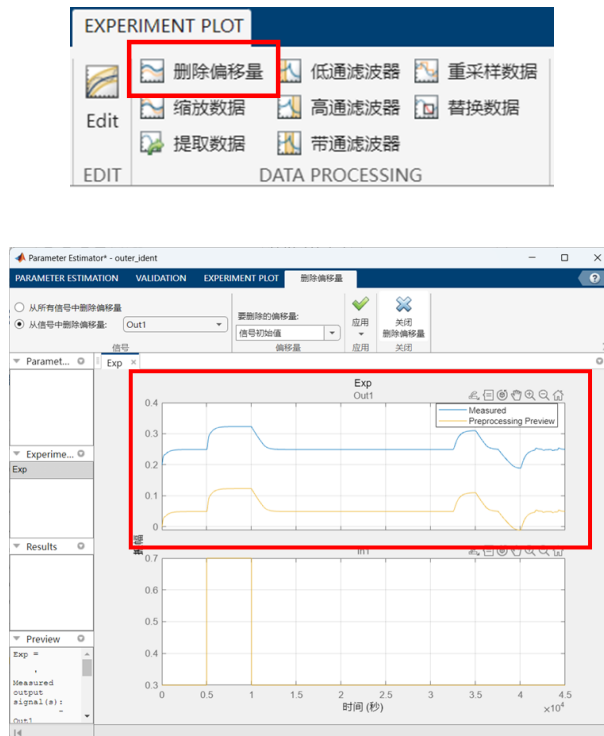 EXPERIMENT PLOT
删除偏移量 低通滤波器 重采样数据
Edit 缩放数据 高通滤波器 替换数据
提取数据 带通滤波器
EDIT DATA PROCESSING
Parameter Estimator* - outer_ident
PARAMETER ESTIMATION VALIDATION EXPERIMENT PLOT 删除偏移量 ?
从所有信号中删除偏移量
从信号中删除偏移量: Out1
要删除的偏移量:
信号初始值
应用 关闭
删除偏移量
信号 偏移量 应用 关闭
Paramet... Exp ×
Exp
Out1
Measured
Preprocessing Preview
0.4
0.3
0.2
0.1
0
Experime...
Exp
Results
In1
0.7
0.6
0.5
0.4
0.3
0 0.5 1 1.5 2 2.5 3 3.5 4 4.5
时间 (秒) ×10⁴
Preview
Exp =
Measured
output
signal(s):
Out1